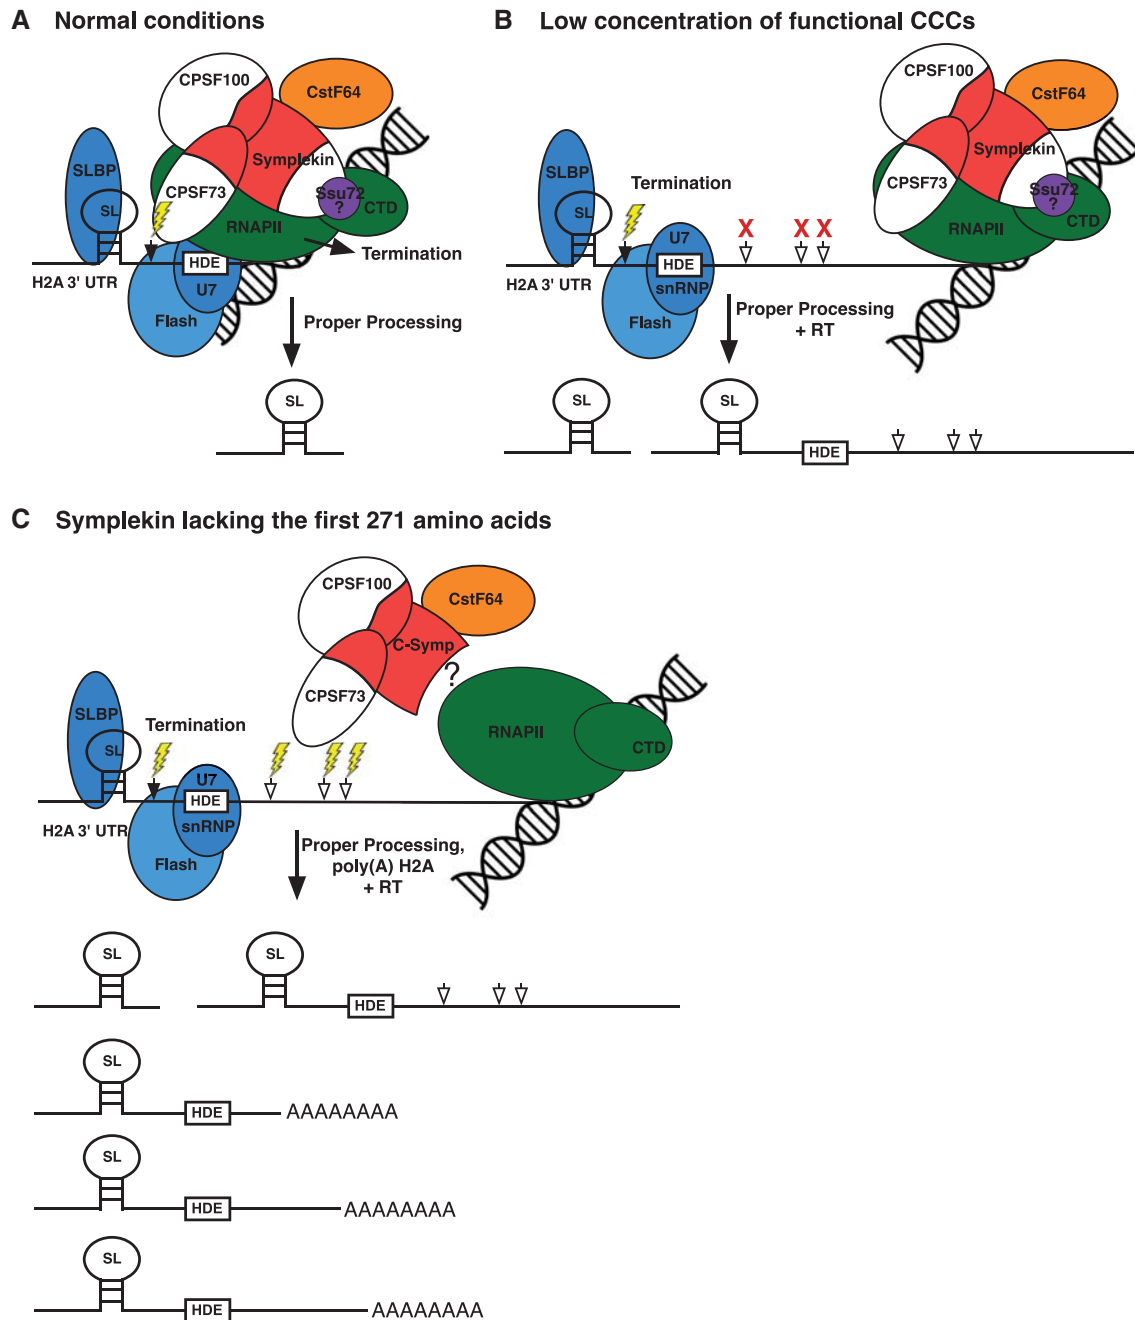 A Normal conditions
CPSF100
CstF64
SLBP
Symplekin
CPSF73
Ssu72
?
CTD
SL
RNAPII
Termination
H2A 3' UTR
HDE
U7
Flash
Proper Processing
SL
B Low concentration of functional CCCs
CPSF100
CstF64
SLBP
Symplekin
CPSF73
Termination
Ssu72
?
CTD
SL
RNAPII
X X X
U7
H2A 3' UTR
HDE
snRNP
Flash
Proper Processing
+ RT
SL
SL
HDE
C Symplekin lacking the first 271 amino acids
CPSF100
CstF64
C-Symp
?
CPSF73
SLBP
Termination
RNAPII
CTD
SL
U7
HDE
H2A 3' UTR
snRNP
Flash
Proper Processing,
poly(A) H2A
+ RT
SL
SL
HDE
SL
HDE AAAAAAAA
SL
HDE AAAAAAAA
SL
HDE AAAAAAAA